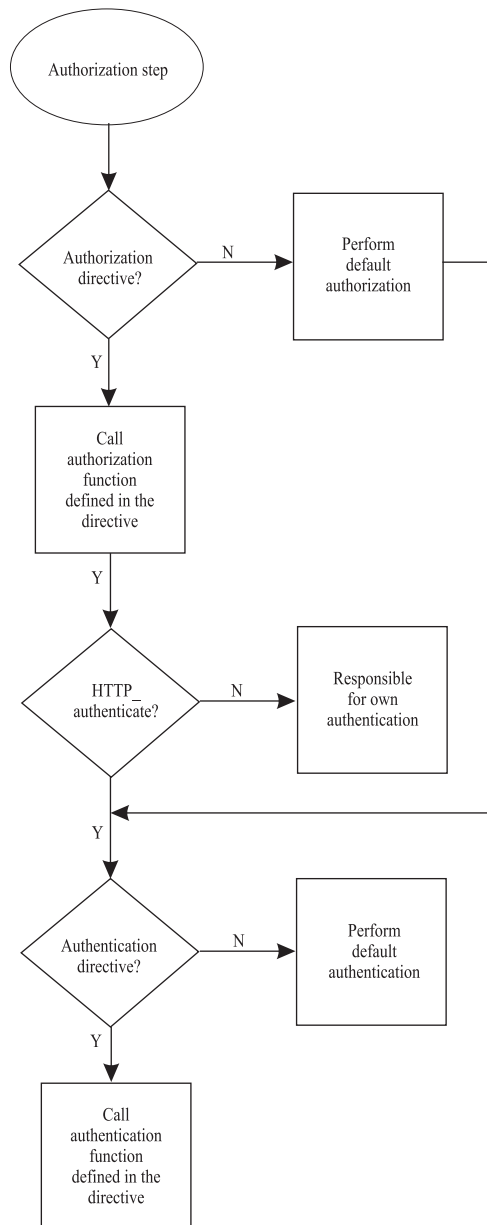 Authorization step
Authorization
directive?
N
Perform
default
authorization
Y
Call
authorization
function
defined in the
directive
Y
HTTP_
authenticate?
N
Responsible
for own
authentication
Y
Authentication
directive?
N
Perform
default
authentication
Y
Call
authentication
function
defined in the
directive